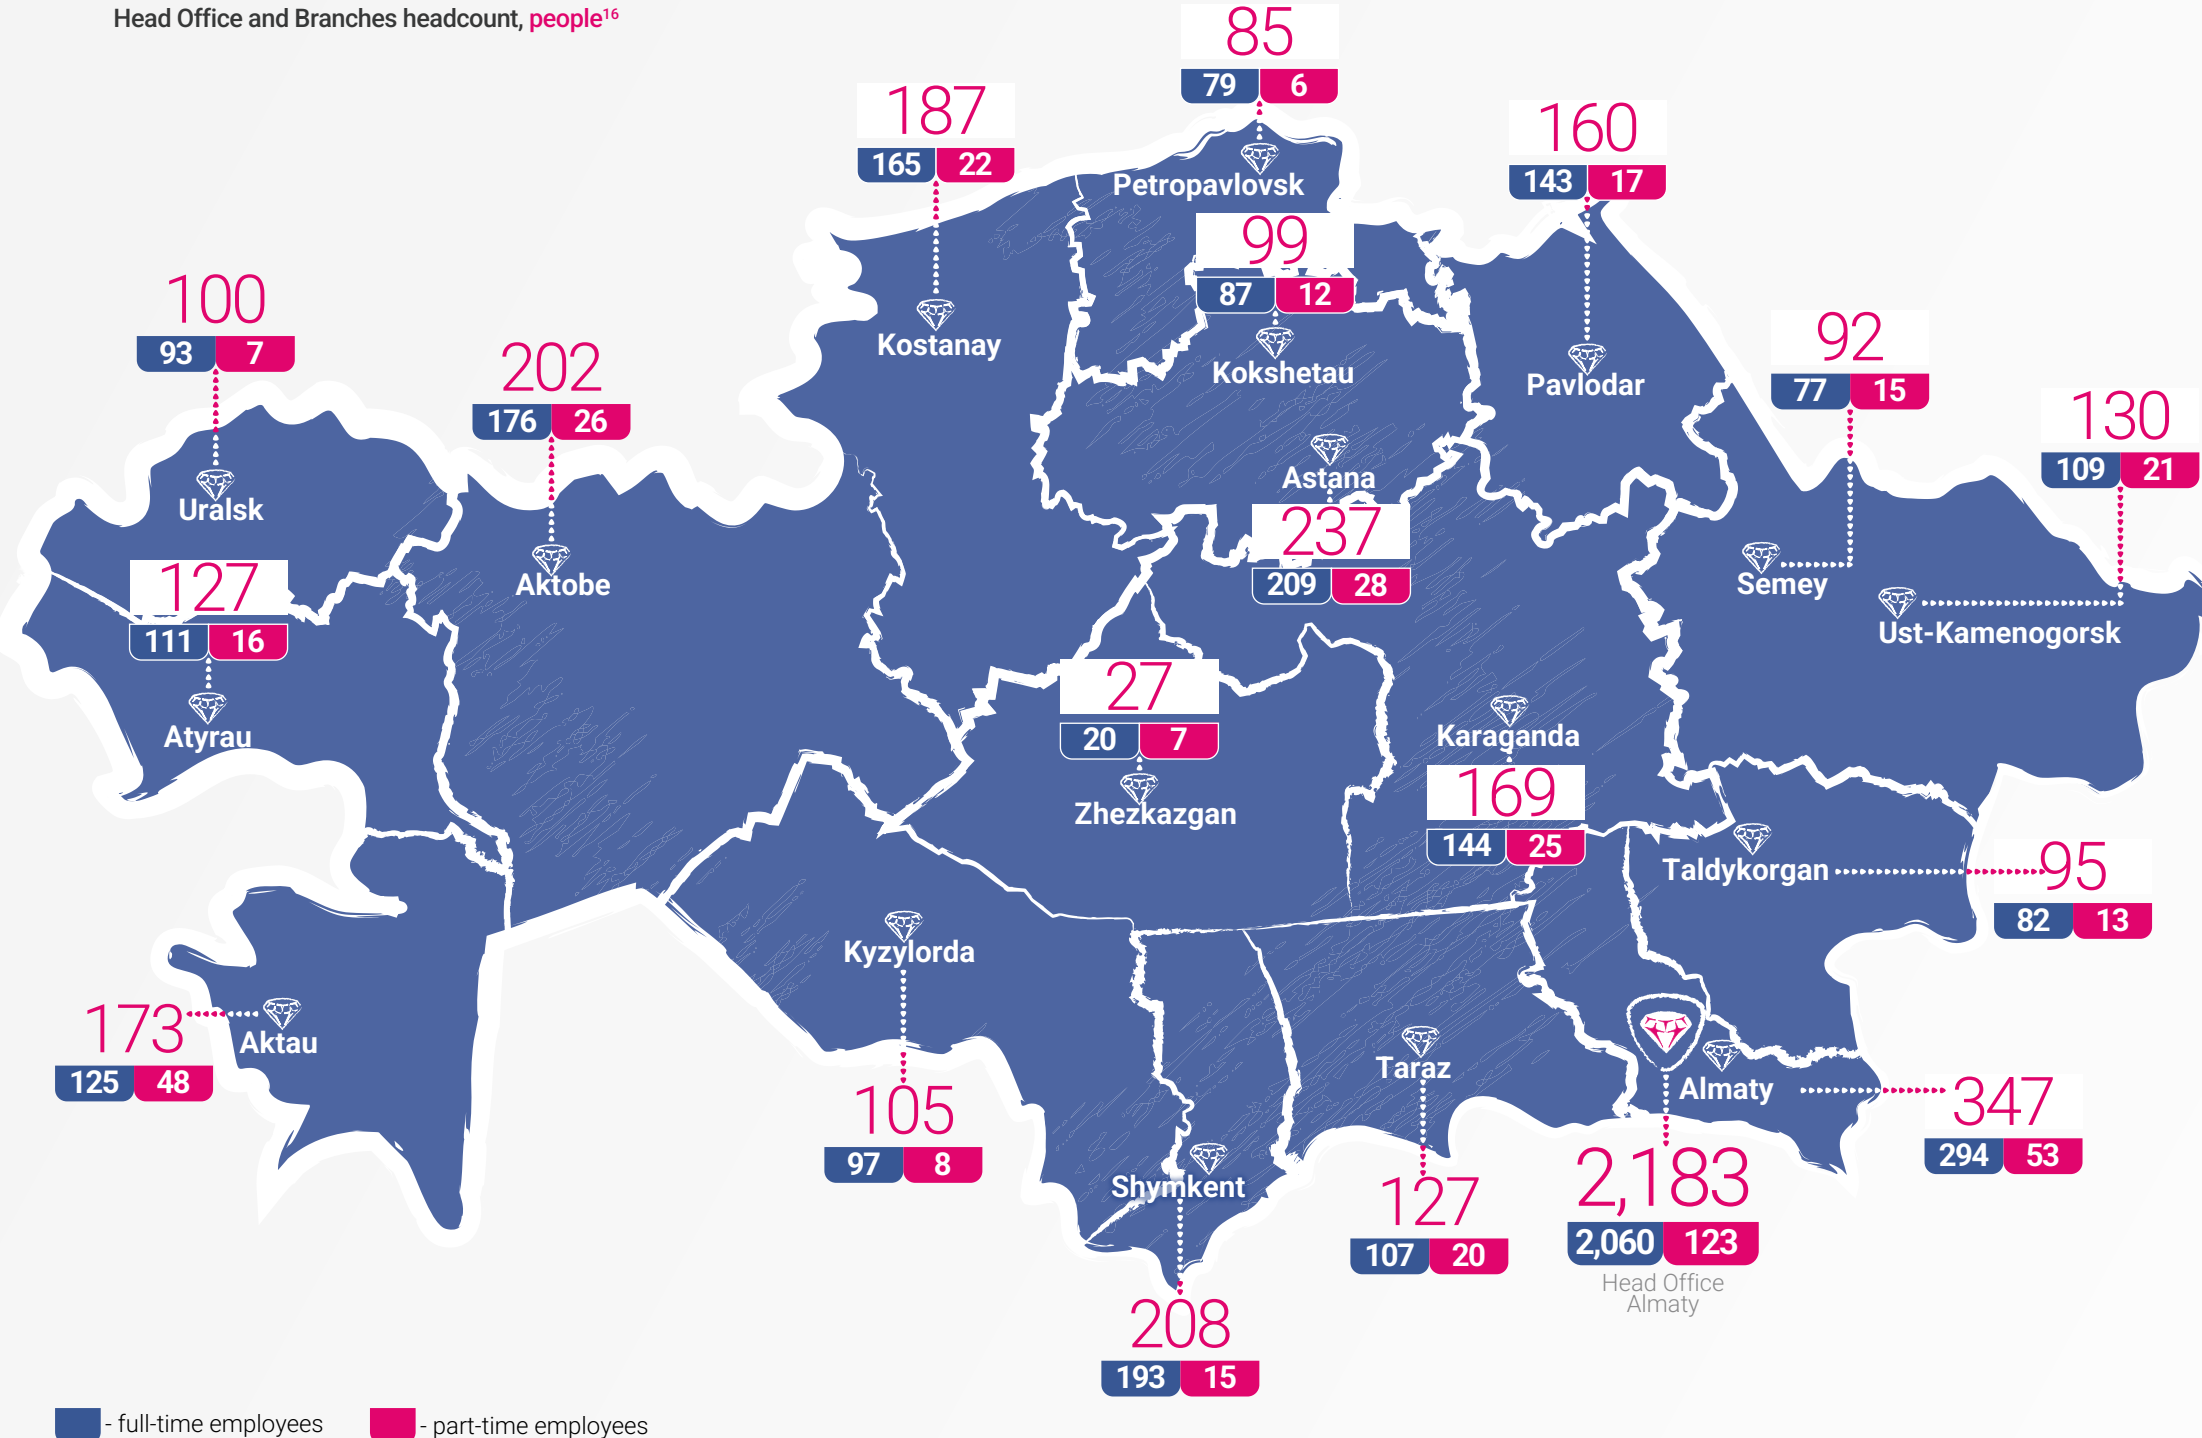 Head Office and Branches headcount, people16
85
79 6
Petropavlovsk
187
165 22
Kostanay
160
143 17
Pavlodar
99
87 12
Kokshetau
100
93 7
Uralsk
202
176 26
Aktobe
92
77 15
Semey
130
109 21
Ust-Kamenogorsk
Astana
237
209 28
127
111 16
Atyrau
27
20 7
Zhezkazgan
Karaganda
169
144 25
Taldykorgan
95
82 13
Kyzylorda
105
97 8
173
125 48
Aktau
Taraz
127
107 20
Almaty
347
294 53
2,183
2,060 123
Head Office
Almaty
Shymkent
208
193 15
- full-time employees
- part-time employees